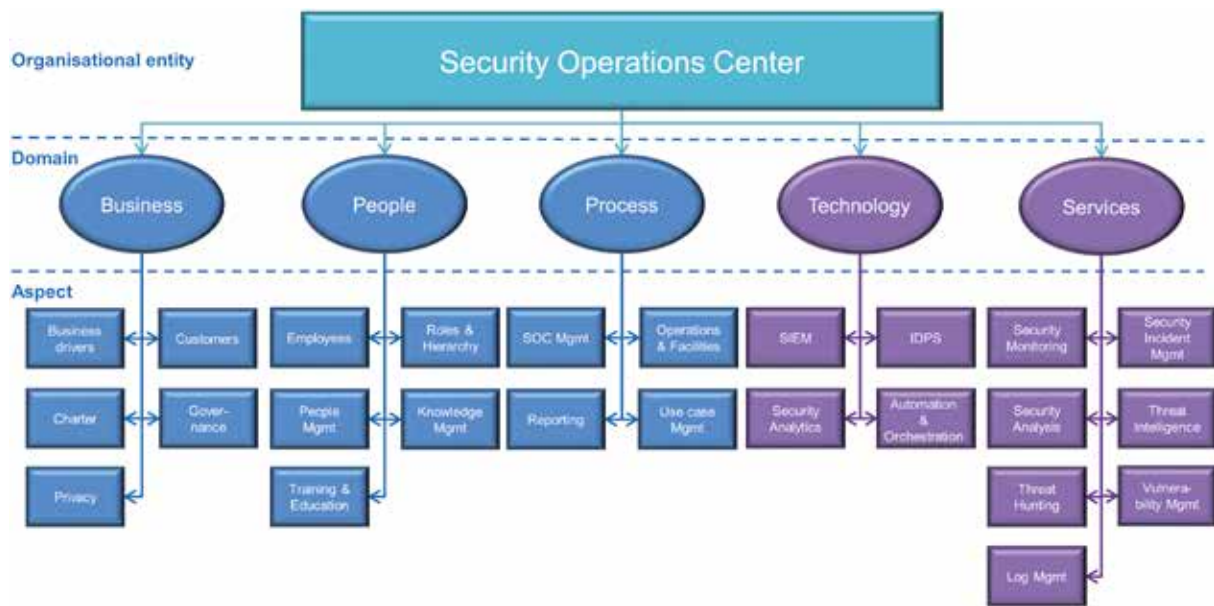 Organisational entity
Security Operations Center
Domain
Business
People
Process
Technology
Services
Aspect
Business
drivers
Customers
Charter
Gover-
nance
Privacy
Employees
Roles &
Hierarchy
People
Mgmt
Knowledge
Mgmt
Training &
Education
SOC Mgmt
Operations
& Facilities
Reporting
Use case
Mgmt
SIEM
IDPS
Security
Analytics
Automation
&
Orchestration
Security
Monitoring
Security
Incident
Mgmt
Security
Analysis
Threat
Intelligence
Threat
Hunting
Vulnera-
bility Mgmt
Log Mgmt